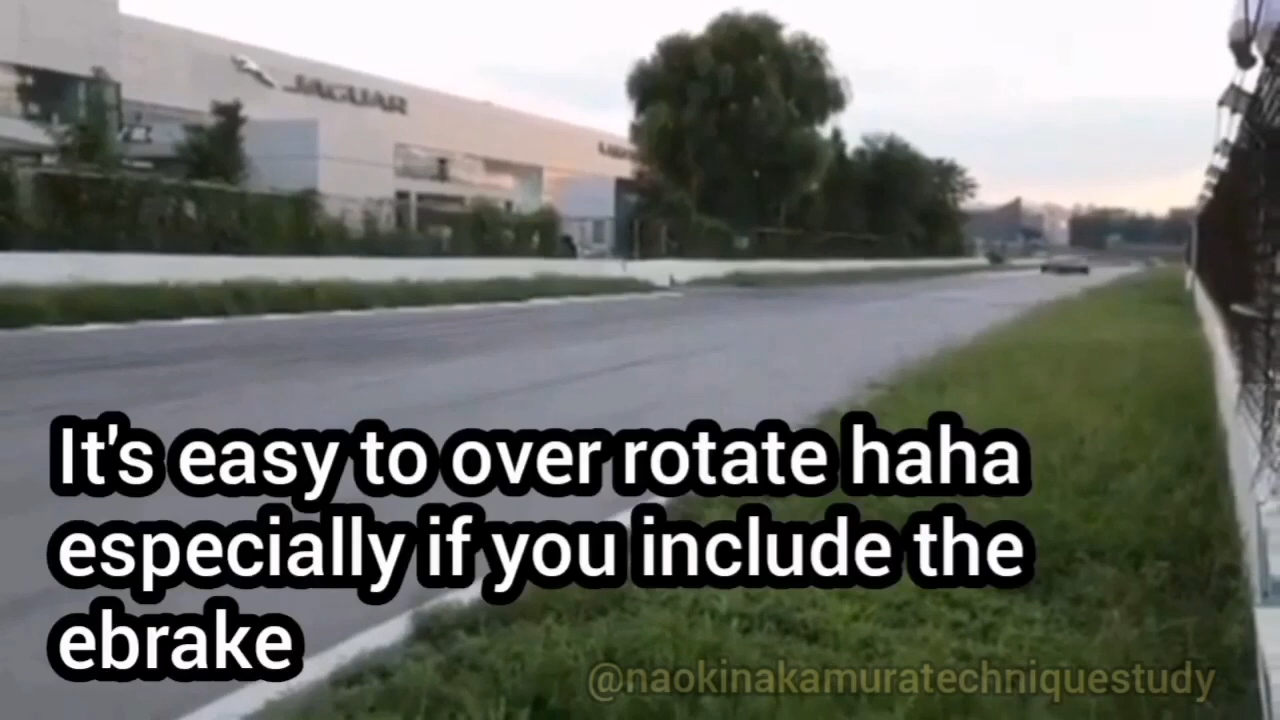 JAGUAR
It's easy to over rotate haha
especially if you include the
ebrake
@naokinakamuratechniquestudy